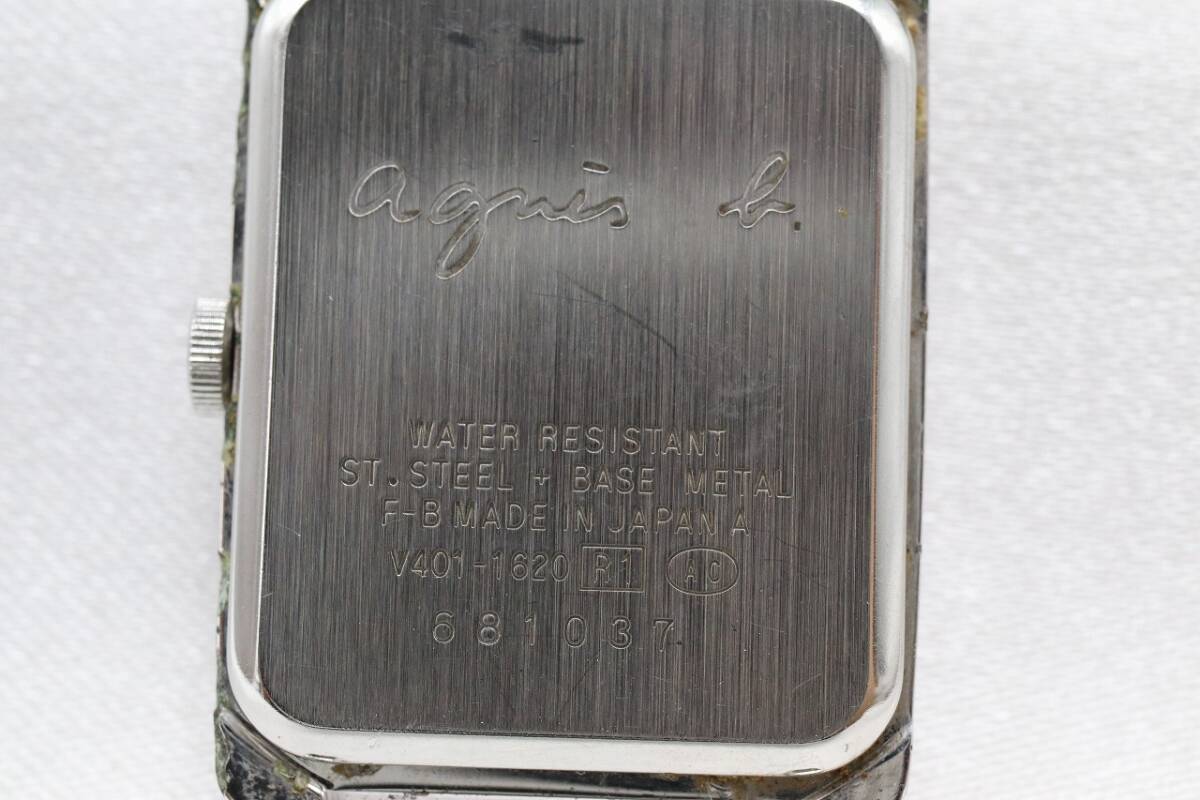 agnès b.
WATER RESISTANT
ST. STEEL + BASE METAL
F-B MADE IN JAPAN A
V401-1620 R1 AC
681037